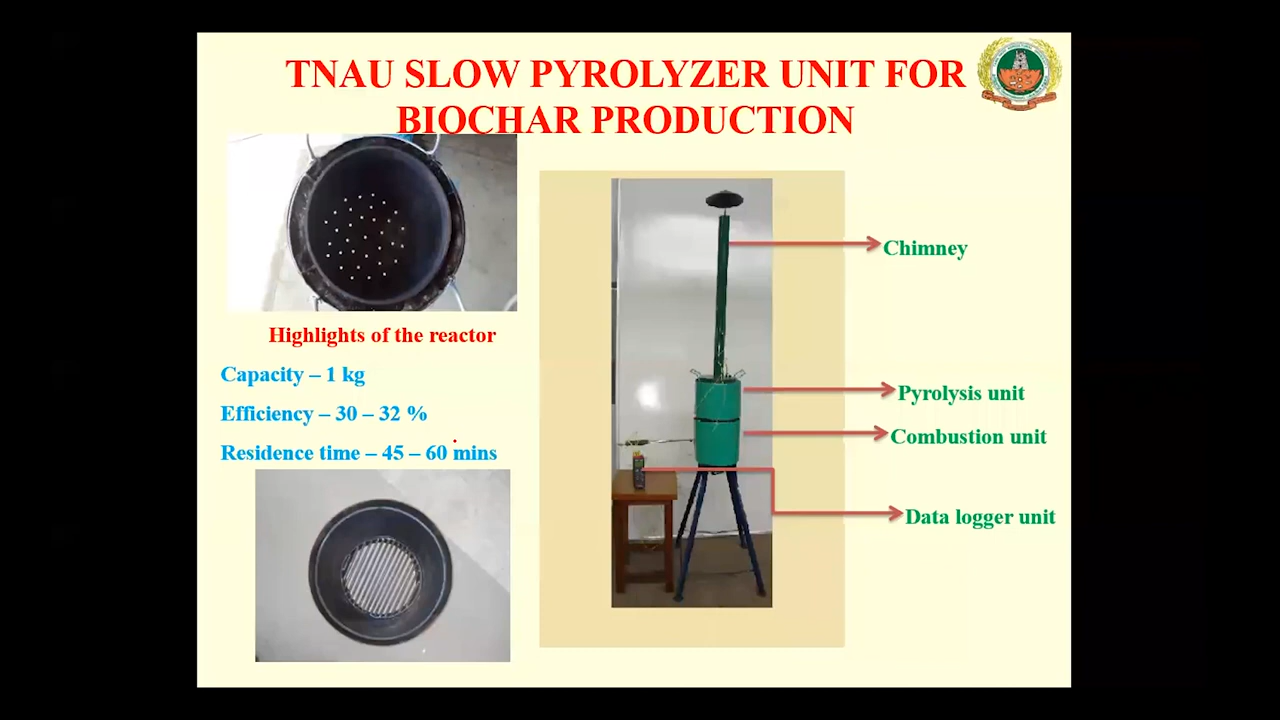 TNAU SLOW PYROLYZER UNIT FOR
BIOCHAR PRODUCTION
Highlights of the reactor
Capacity – 1 kg
Efficiency – 30 – 32 %
Residence time – 45 – 60 mins
Chimney
Pyrolysis unit
Combustion unit
Data logger unit